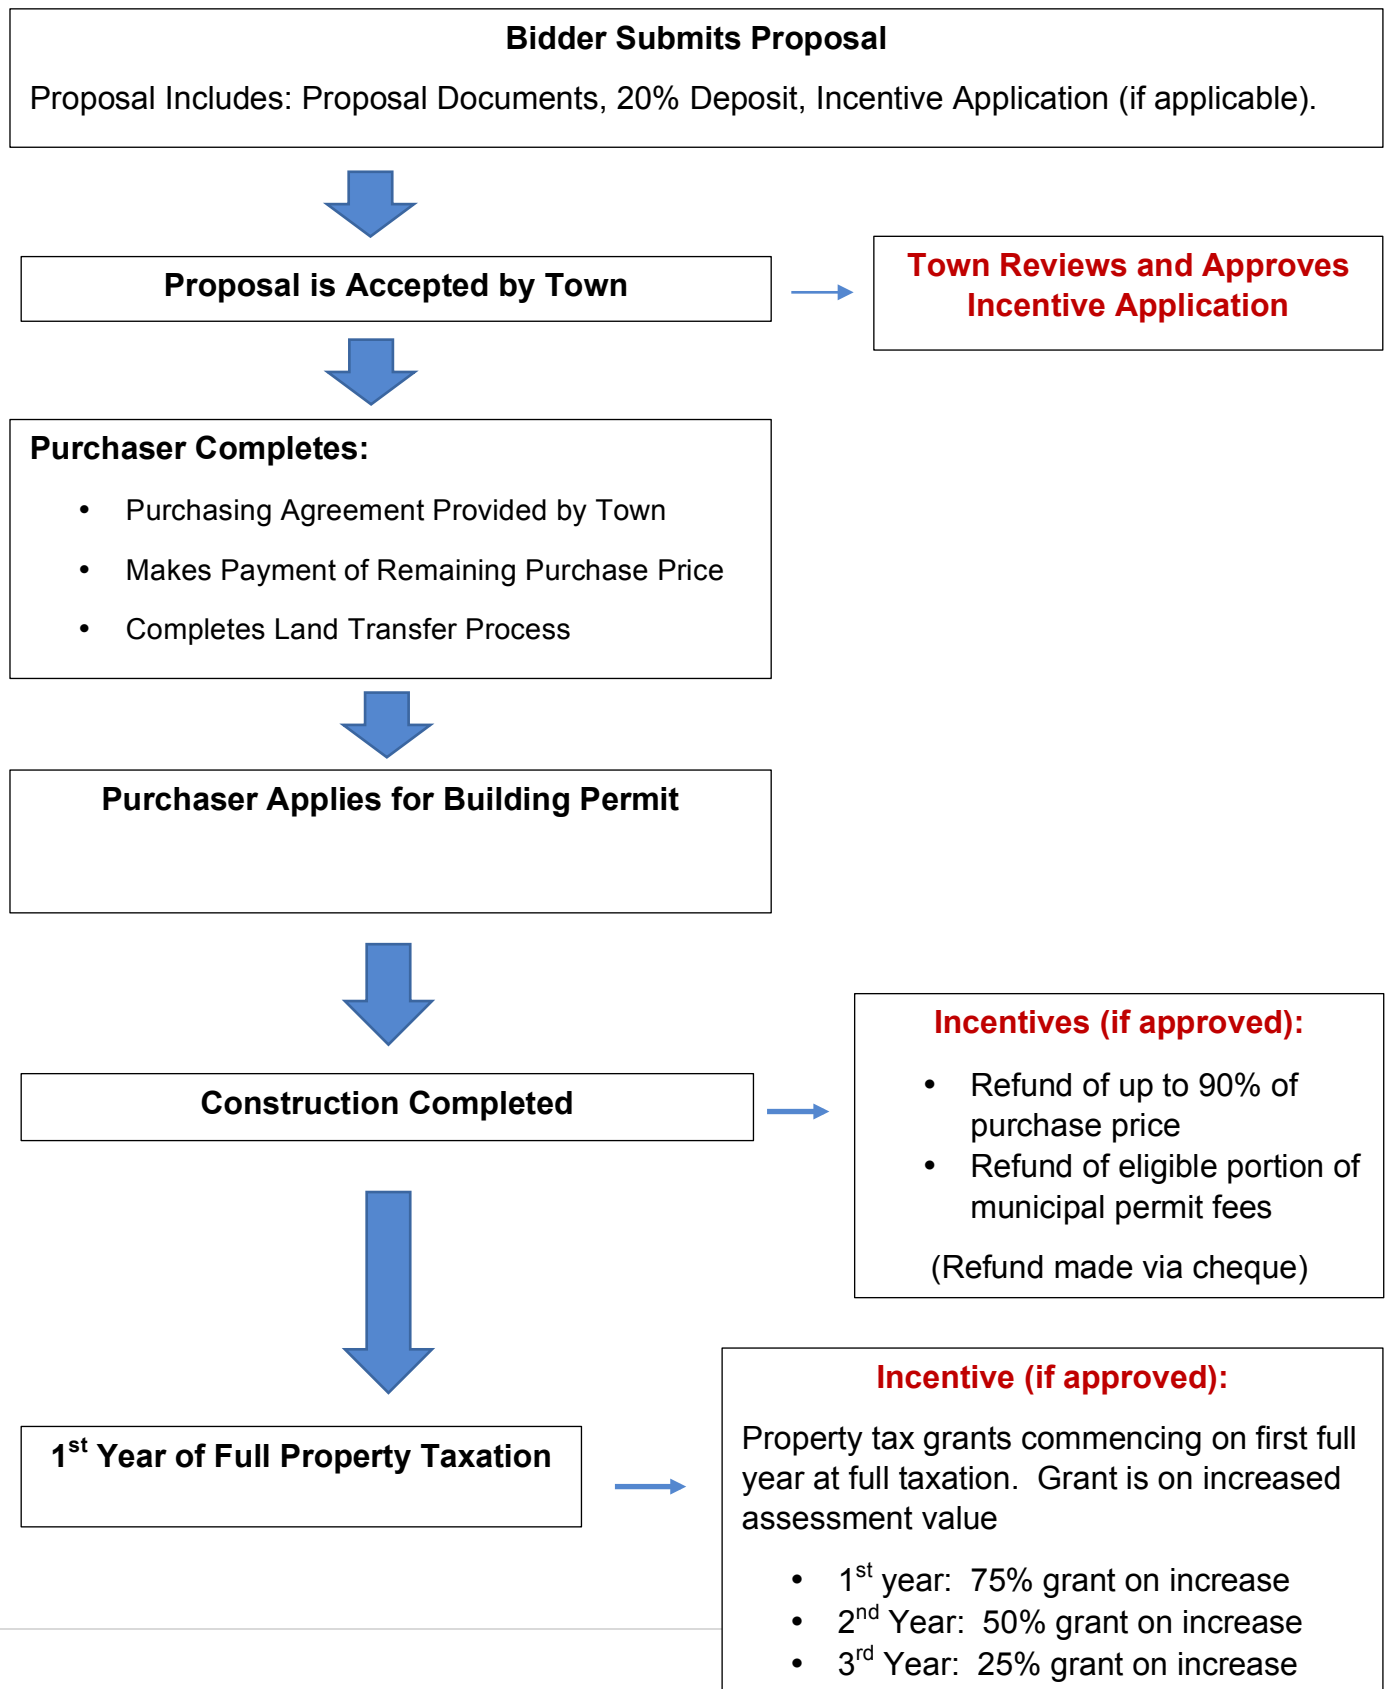 Bidder Submits Proposal
Proposal Includes: Proposal Documents, 20% Deposit, Incentive Application (if applicable).
Proposal is Accepted by Town
Town Reviews and Approves
Incentive Application
Purchaser Completes:
• Purchasing Agreement Provided by Town
• Makes Payment of Remaining Purchase Price
• Completes Land Transfer Process
Purchaser Applies for Building Permit
Construction Completed
Incentives (if approved):
• Refund of up to 90% of
purchase price
• Refund of eligible portion of
municipal permit fees
(Refund made via cheque)
1st Year of Full Property Taxation
Incentive (if approved):
Property tax grants commencing on first full
year at full taxation.  Grant is on increased
assessment value
• 1st year:  75% grant on increase
• 2nd Year:  50% grant on increase
• 3rd Year:  25% grant on increase